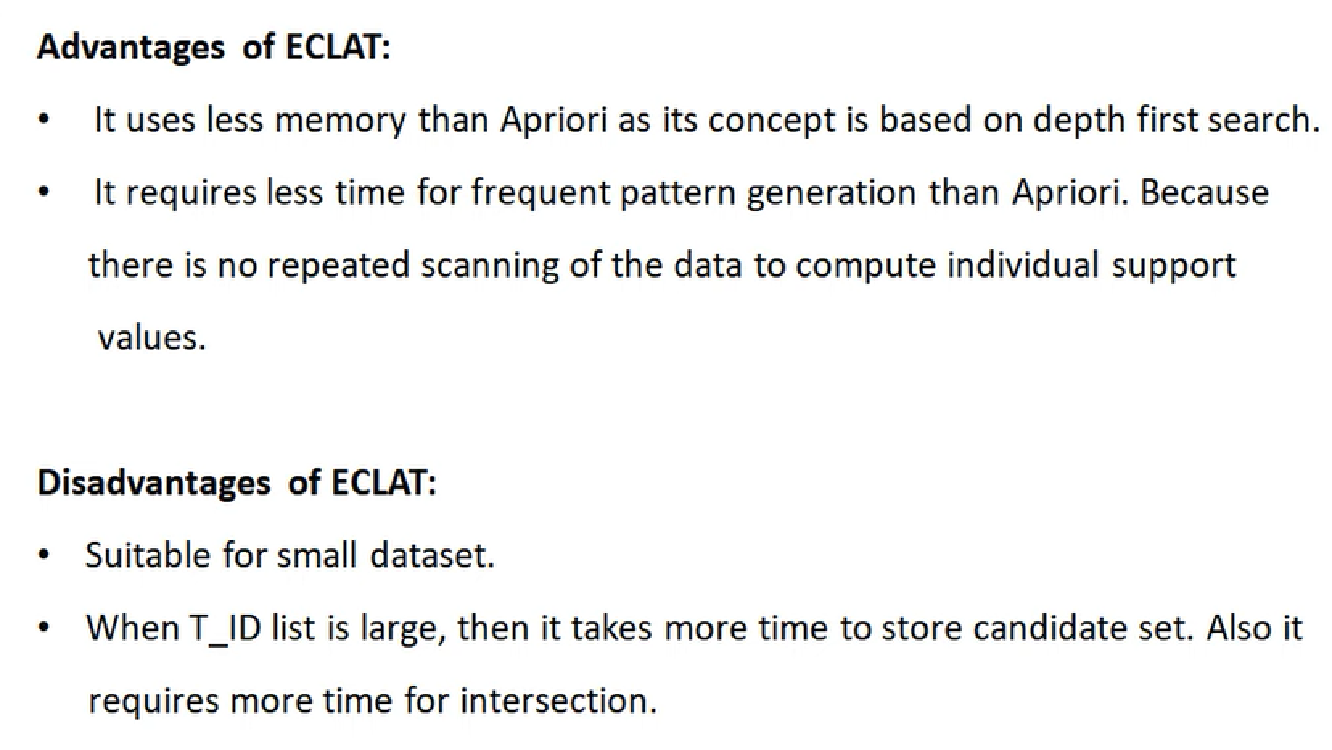 Advantages of ECLAT:
• It uses less memory than Apriori as its concept is based on depth first search.
• It requires less time for frequent pattern generation than Apriori. Because
there is no repeated scanning of the data to compute individual support
values.
Disadvantages of ECLAT:
• Suitable for small dataset.
• When T_ID list is large, then it takes more time to store candidate set. Also it
requires more time for intersection.